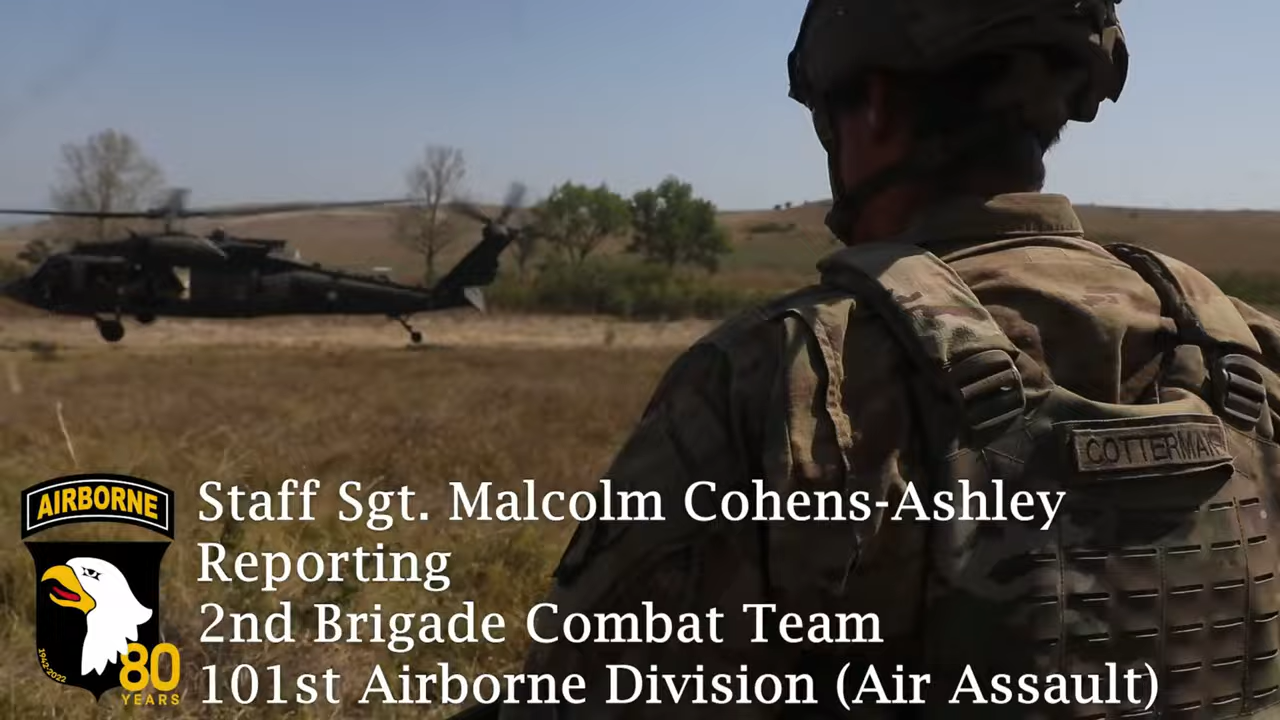 COTTERMAN
AIRBORNE
1942-2022
80
YEARS
Staff Sgt. Malcolm Cohens-Ashley
Reporting
2nd Brigade Combat Team
101st Airborne Division (Air Assault)